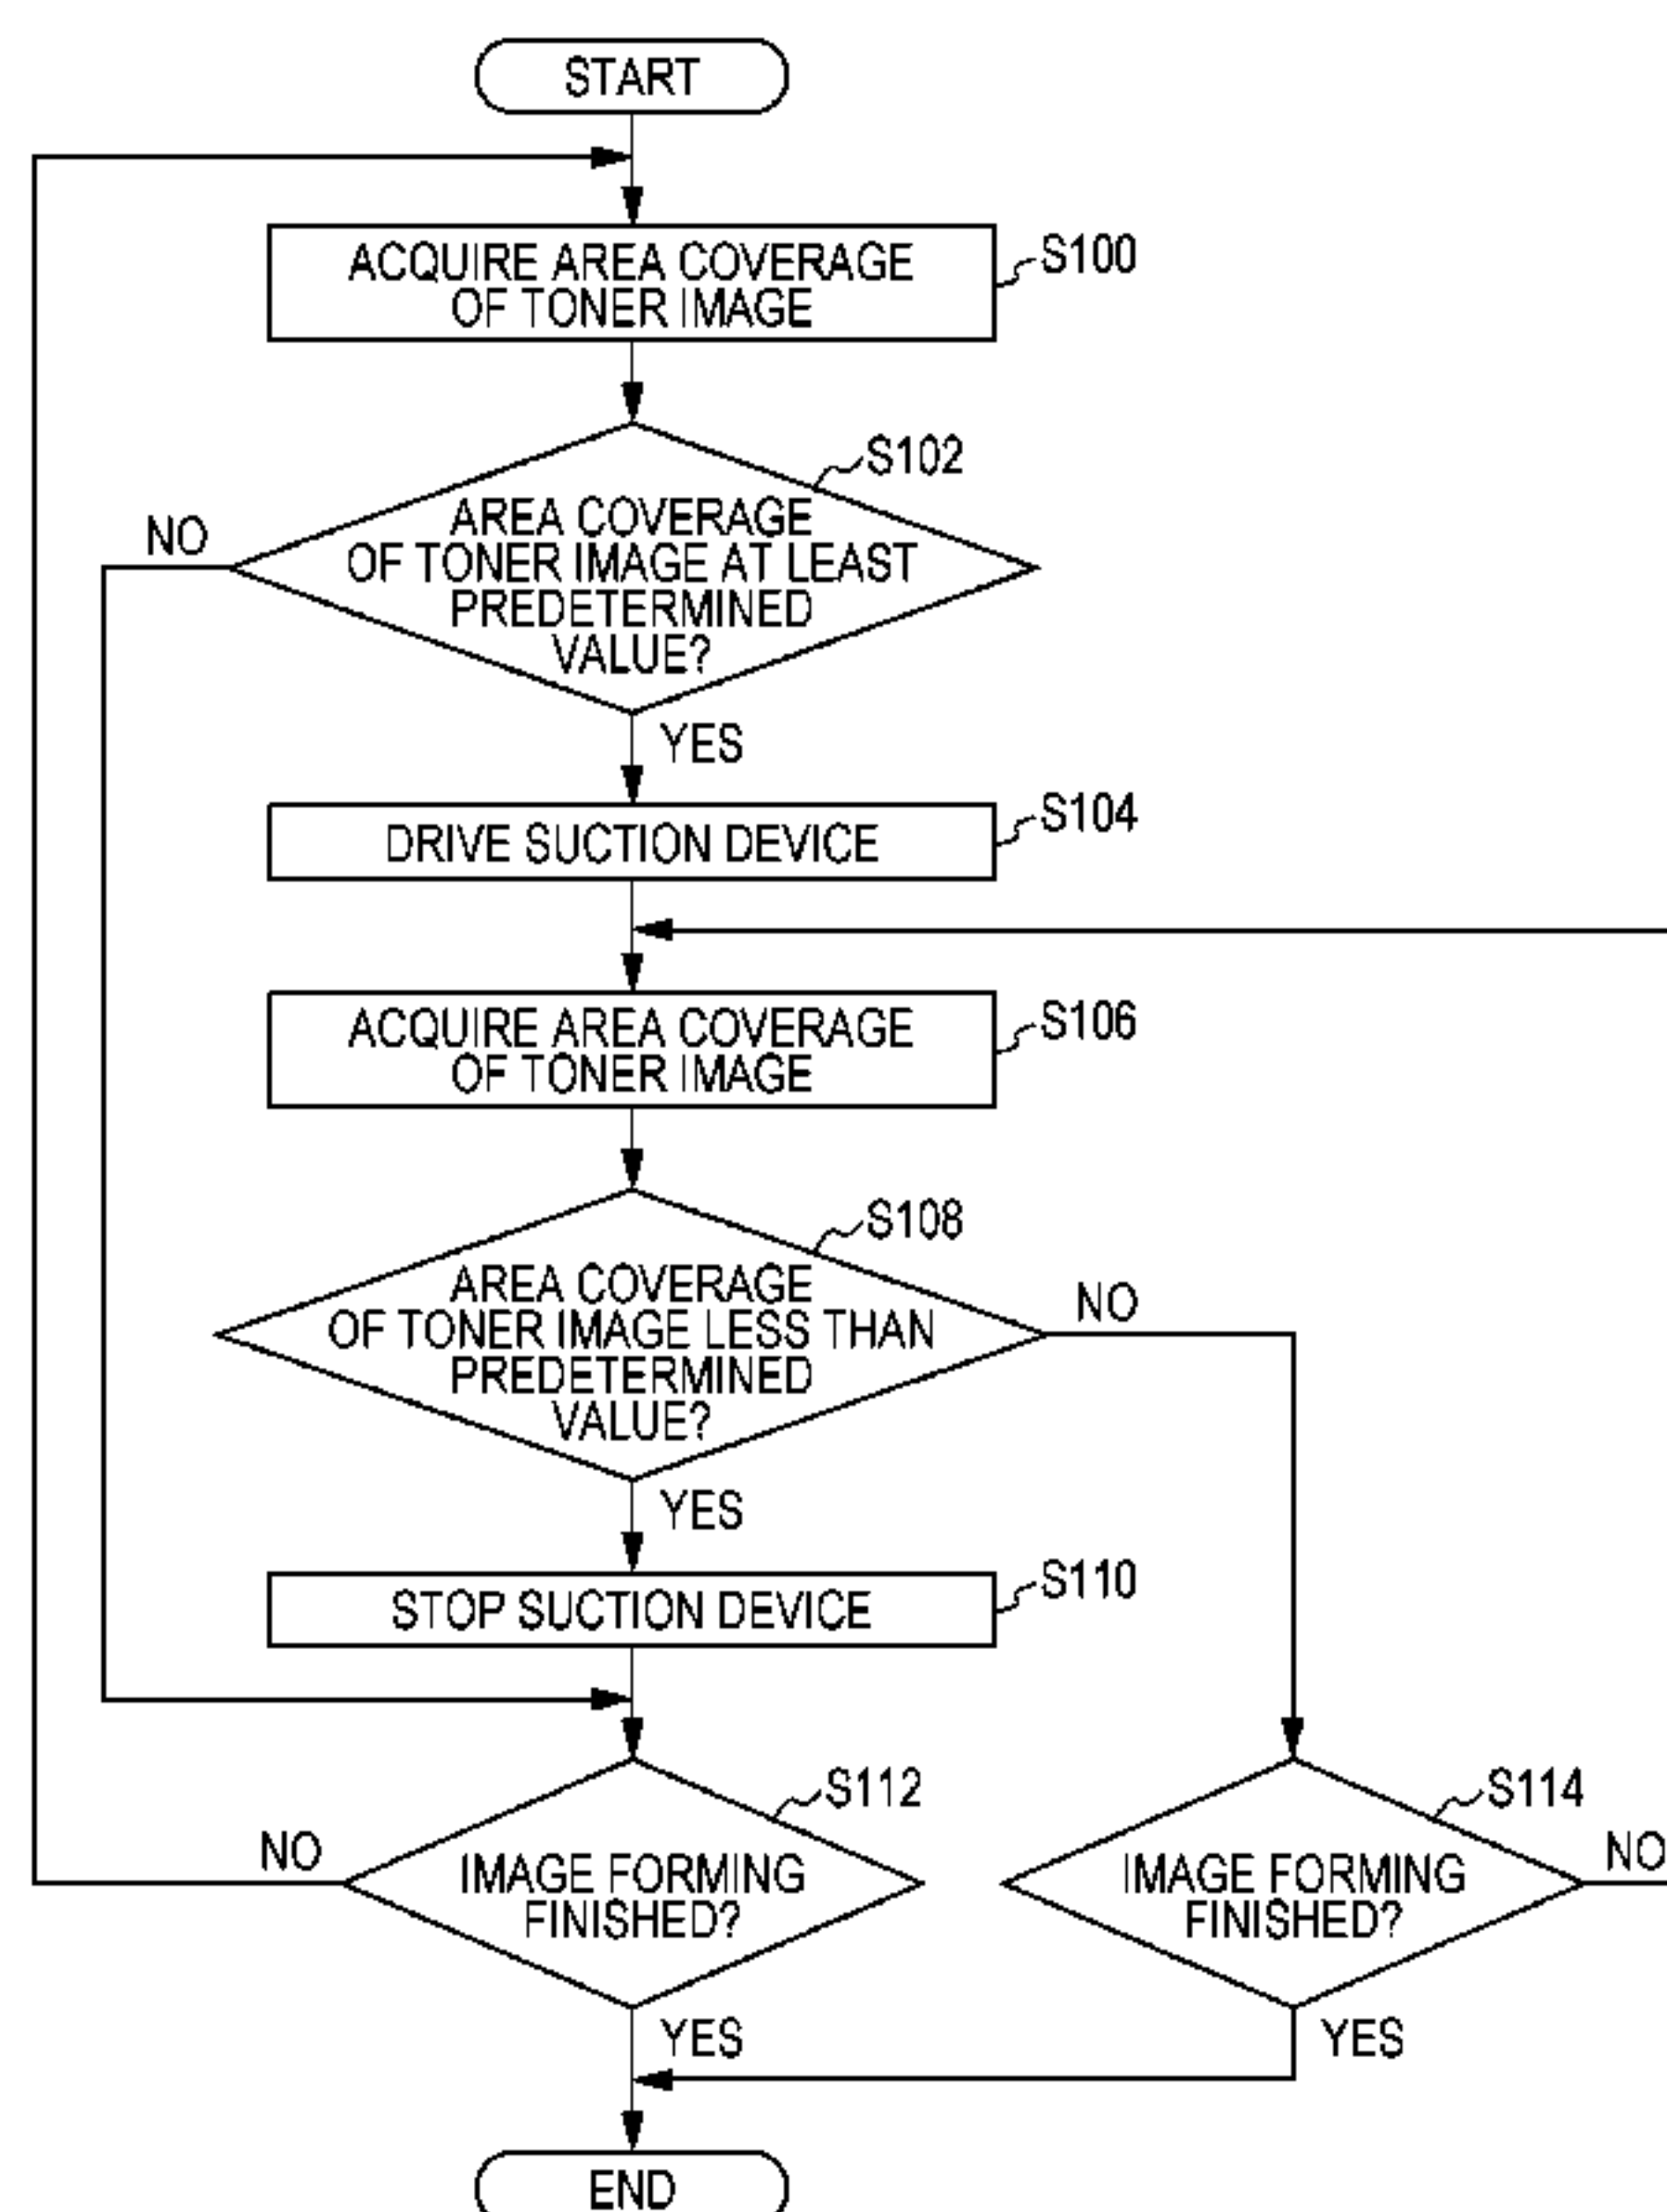 START
ACQUIRE AREA COVERAGE
OF TONER IMAGE
S100
S102
AREA COVERAGE
OF TONER IMAGE AT LEAST
PREDETERMINED
VALUE?
NO
YES
DRIVE SUCTION DEVICE
S104
ACQUIRE AREA COVERAGE
OF TONER IMAGE
S106
S108
AREA COVERAGE
OF TONER IMAGE LESS THAN
PREDETERMINED
VALUE?
NO
YES
STOP SUCTION DEVICE
S110
S112
IMAGE FORMING
FINISHED?
NO
YES
S114
IMAGE FORMING
FINISHED?
NO
YES
END